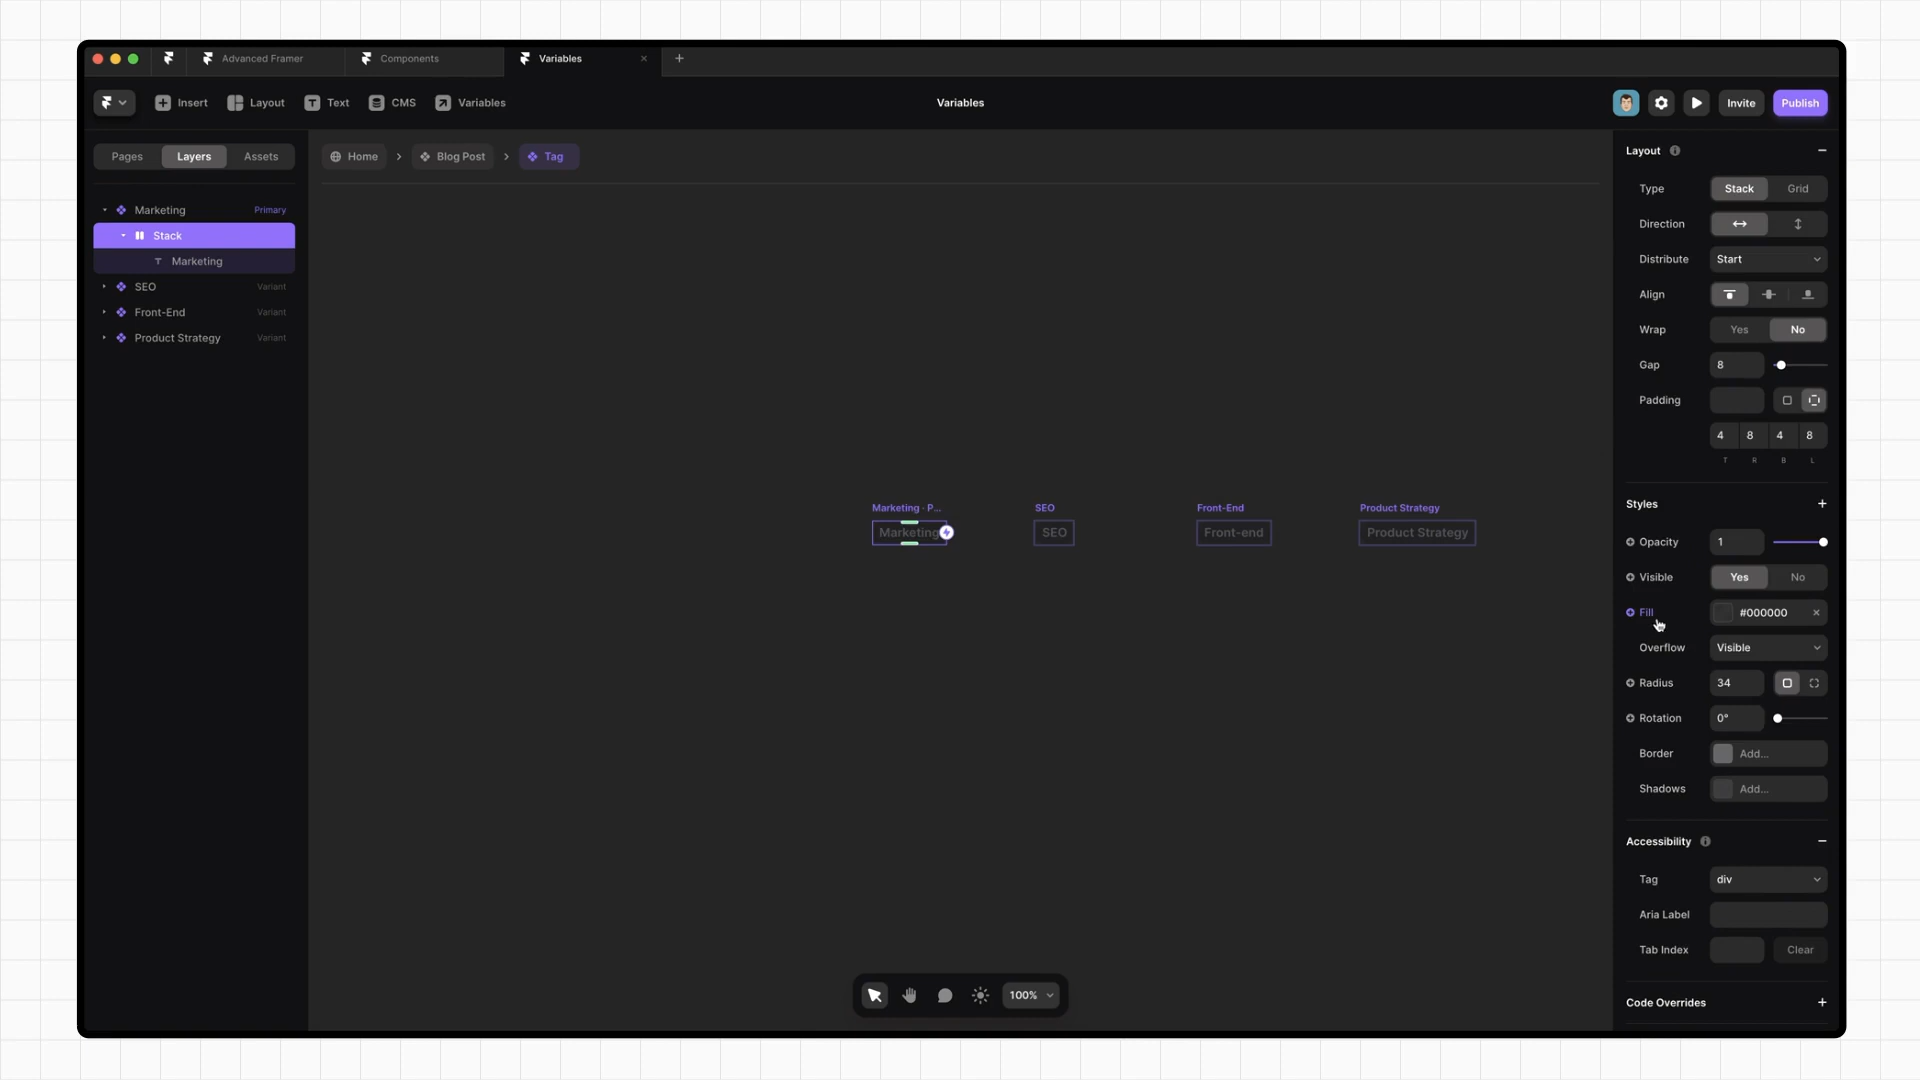 Advanced Framer
Components
Variables
Insert
Layout
Text
CMS
Variables
Variables
Invite
Publish
Pages
Layers
Assets
Home
Blog Post
Tag
Marketing
Primary
Stack
Marketing
SEO
Variant
Front-End
Variant
Product Strategy
Variant
Marketing · P...
Marketing
SEO
SEO
Front-End
Front-end
Product Strategy
Product Strategy
100%
Layout
Type
Stack
Grid
Direction
Distribute
Start
Align
Wrap
Yes
No
Gap
8
Padding
4
8
4
8
T
R
B
L
Styles
Opacity
1
Visible
Yes
No
Fill
#000000
Overflow
Visible
Radius
34
Rotation
0°
Border
Add...
Shadows
Add...
Accessibility
Tag
div
Aria Label
Tab Index
Clear
Code Overrides